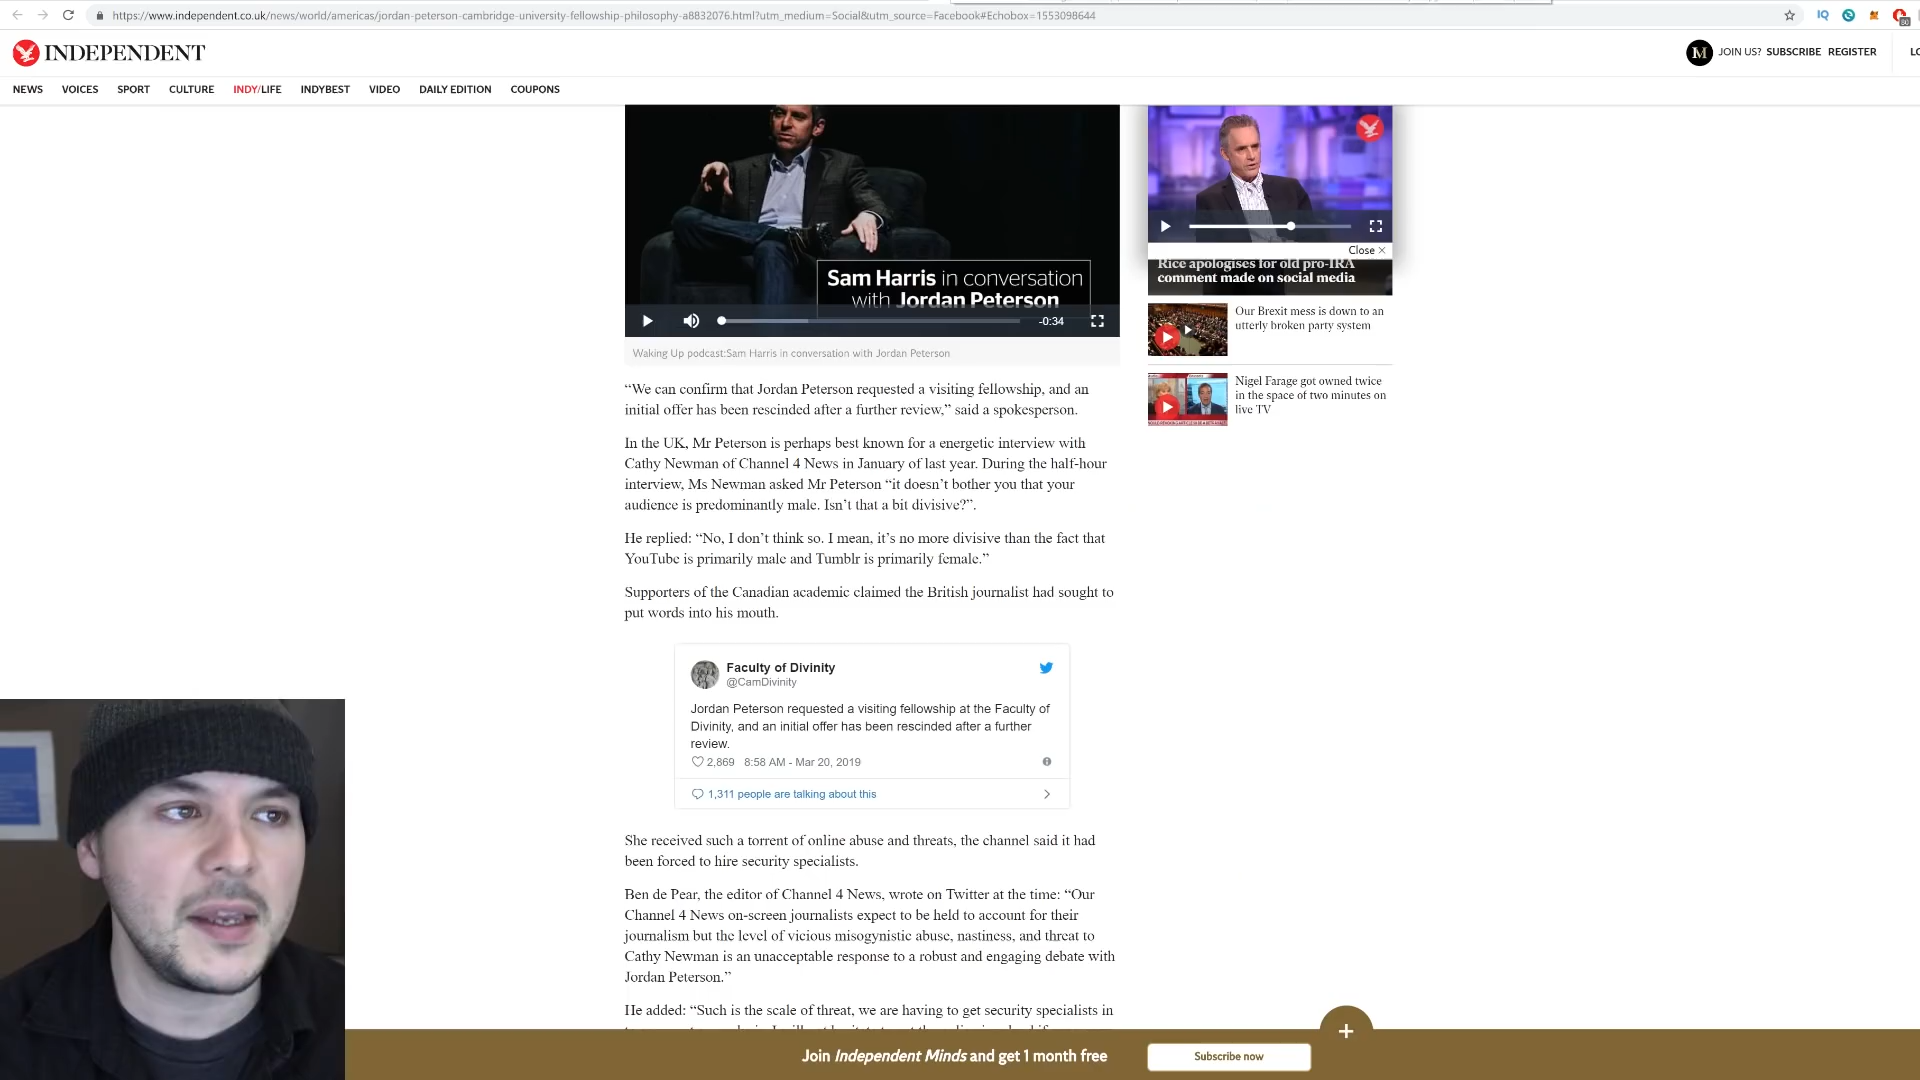 https://www.independent.co.uk/news/world/americas/jordan-peterson-cambridge-university-fellowship-philosophy-a8832076.html?utm_medium=Social&utm_source=Facebook#Echobox=1553098644
IQ
80
INDEPENDENT
IM JOIN US? SUBSCRIBE REGISTER LO
NEWS VOICES SPORT CULTURE INDY/LIFE INDYBEST VIDEO DAILY EDITION COUPONS
Sam Harris in conversation
with Jordan Peterson
-0:34
Waking Up podcast:Sam Harris in conversation with Jordan Peterson
Close ×
Rice apologises for old pro-IRA
comment made on social media
Our Brexit mess is down to an
utterly broken party system
Nigel Farage got owned twice
in the space of two minutes on
live TV
“We can confirm that Jordan Peterson requested a visiting fellowship, and an
initial offer has been rescinded after a further review,” said a spokesperson.
In the UK, Mr Peterson is perhaps best known for a energetic interview with
Cathy Newman of Channel 4 News in January of last year. During the half-hour
interview, Ms Newman asked Mr Peterson “it doesn’t bother you that your
audience is predominantly male. Isn’t that a bit divisive?”.
He replied: “No, I don’t think so. I mean, it’s no more divisive than the fact that
YouTube is primarily male and Tumblr is primarily female.”
Supporters of the Canadian academic claimed the British journalist had sought to
put words into his mouth.
Faculty of Divinity
@CamDivinity
Jordan Peterson requested a visiting fellowship at the Faculty of
Divinity, and an initial offer has been rescinded after a further
review.
2,869 8:58 AM - Mar 20, 2019
1,311 people are talking about this
She received such a torrent of online abuse and threats, the channel said it had
been forced to hire security specialists.
Ben de Pear, the editor of Channel 4 News, wrote on Twitter at the time: “Our
Channel 4 News on-screen journalists expect to be held to account for their
journalism but the level of vicious misogynistic abuse, nastiness, and threat to
Cathy Newman is an unacceptable response to a robust and engaging debate with
Jordan Peterson.”
He added: “Such is the scale of threat, we are having to get security specialists in
Join Independent Minds and get 1 month free
Subscribe now
+